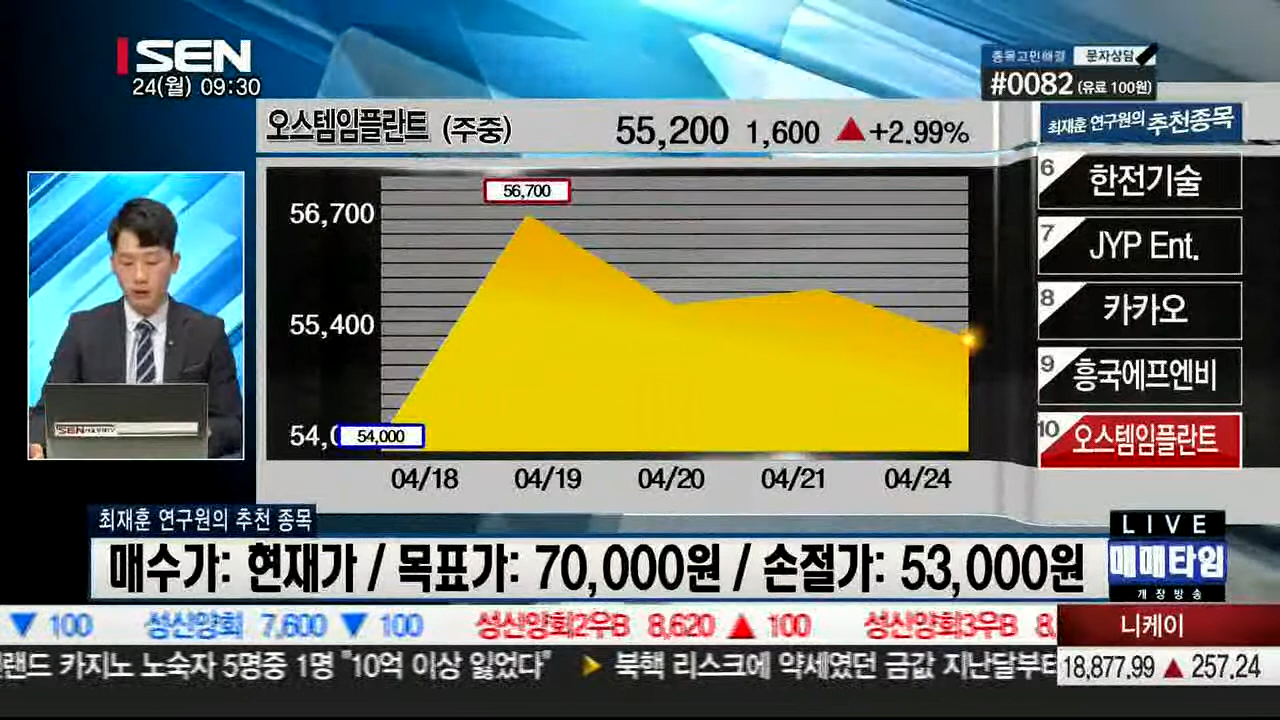 SEN
24(월) 09:30
종목고민해결 문자상담
#0082 (유료 100원)
오스템임플란트 (주중) 55,200 1,600 ▲ +2.99%
최재훈 연구원의 추천종목
6 한전기술
7 JYP Ent.
8 카카오
9 흥국에프엔비
10 오스템임플란트
56,700
56,700
55,400
54,0
54,000
04/18 04/19 04/20 04/21 04/24
SEN
최재훈 연구원의 추천 종목
매수가: 현재가 / 목표가: 70,000원 / 손절가: 53,000원
LIVE
매매타임
개장방송
▼ 100 성신양회 7,600 ▼ 100 성신양회2우B 8,620 ▲ 100 성신양회3우B 8,
니케이
18,877.99 ▲ 257.24
랜드 카지노 노숙자 5명중 1명 "10억 이상 잃었다" 북핵 리스크에 약세였던 금값 지난달부터